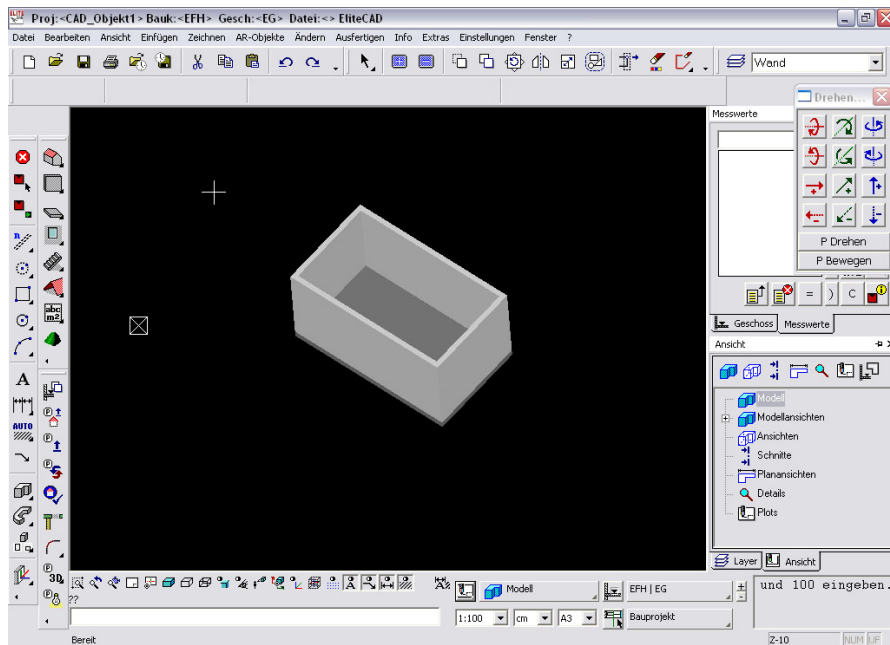 Proj:<CAD_Objekt1> Bauk:<EFH> Gesch:<EG> Datei:<> EliteCAD
Datei Bearbeiten Ansicht Einfügen Zeichnen AR-Objekte Ändern Ausfertigen Info Extras Einstellungen Fenster ?
Wand
Drehen...
Messwerte
P Drehen
P Bewegen
= ) C
Geschoss Messwerte
Ansicht
Modell
Modellansichten
Ansichten
Schnitte
Planansichten
Details
Plots
Layer Ansicht
abc
m2
A
AUTO
3D
??
Modell
EFH | EG
und 100 eingeben.
1:100 cm A3 Bauprojekt
Bereit
Z-10 NUM UF